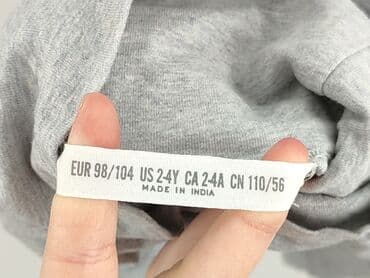 EUR 98/104 US 2-4Y CA 2-4A CN 110/56
MADE IN INDIA